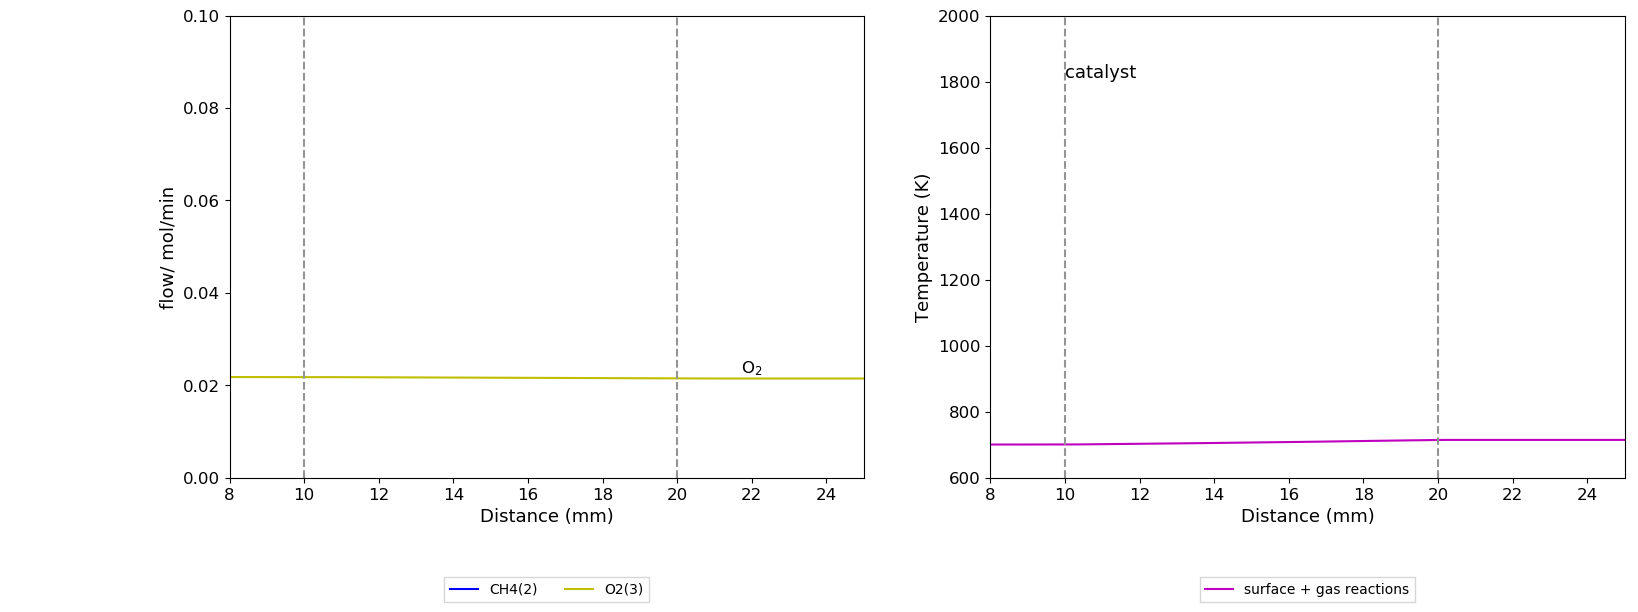 0.10
0.08
0.06
0.04
0.02
0.00
flow/ mol/min
O₂
8 10 12 14 16 18 20 22 24
Distance (mm)
CH4(2) O2(3)
2000
1800
1600
1400
1200
1000
800
600
Temperature (K)
catalyst
8 10 12 14 16 18 20 22 24
Distance (mm)
surface + gas reactions